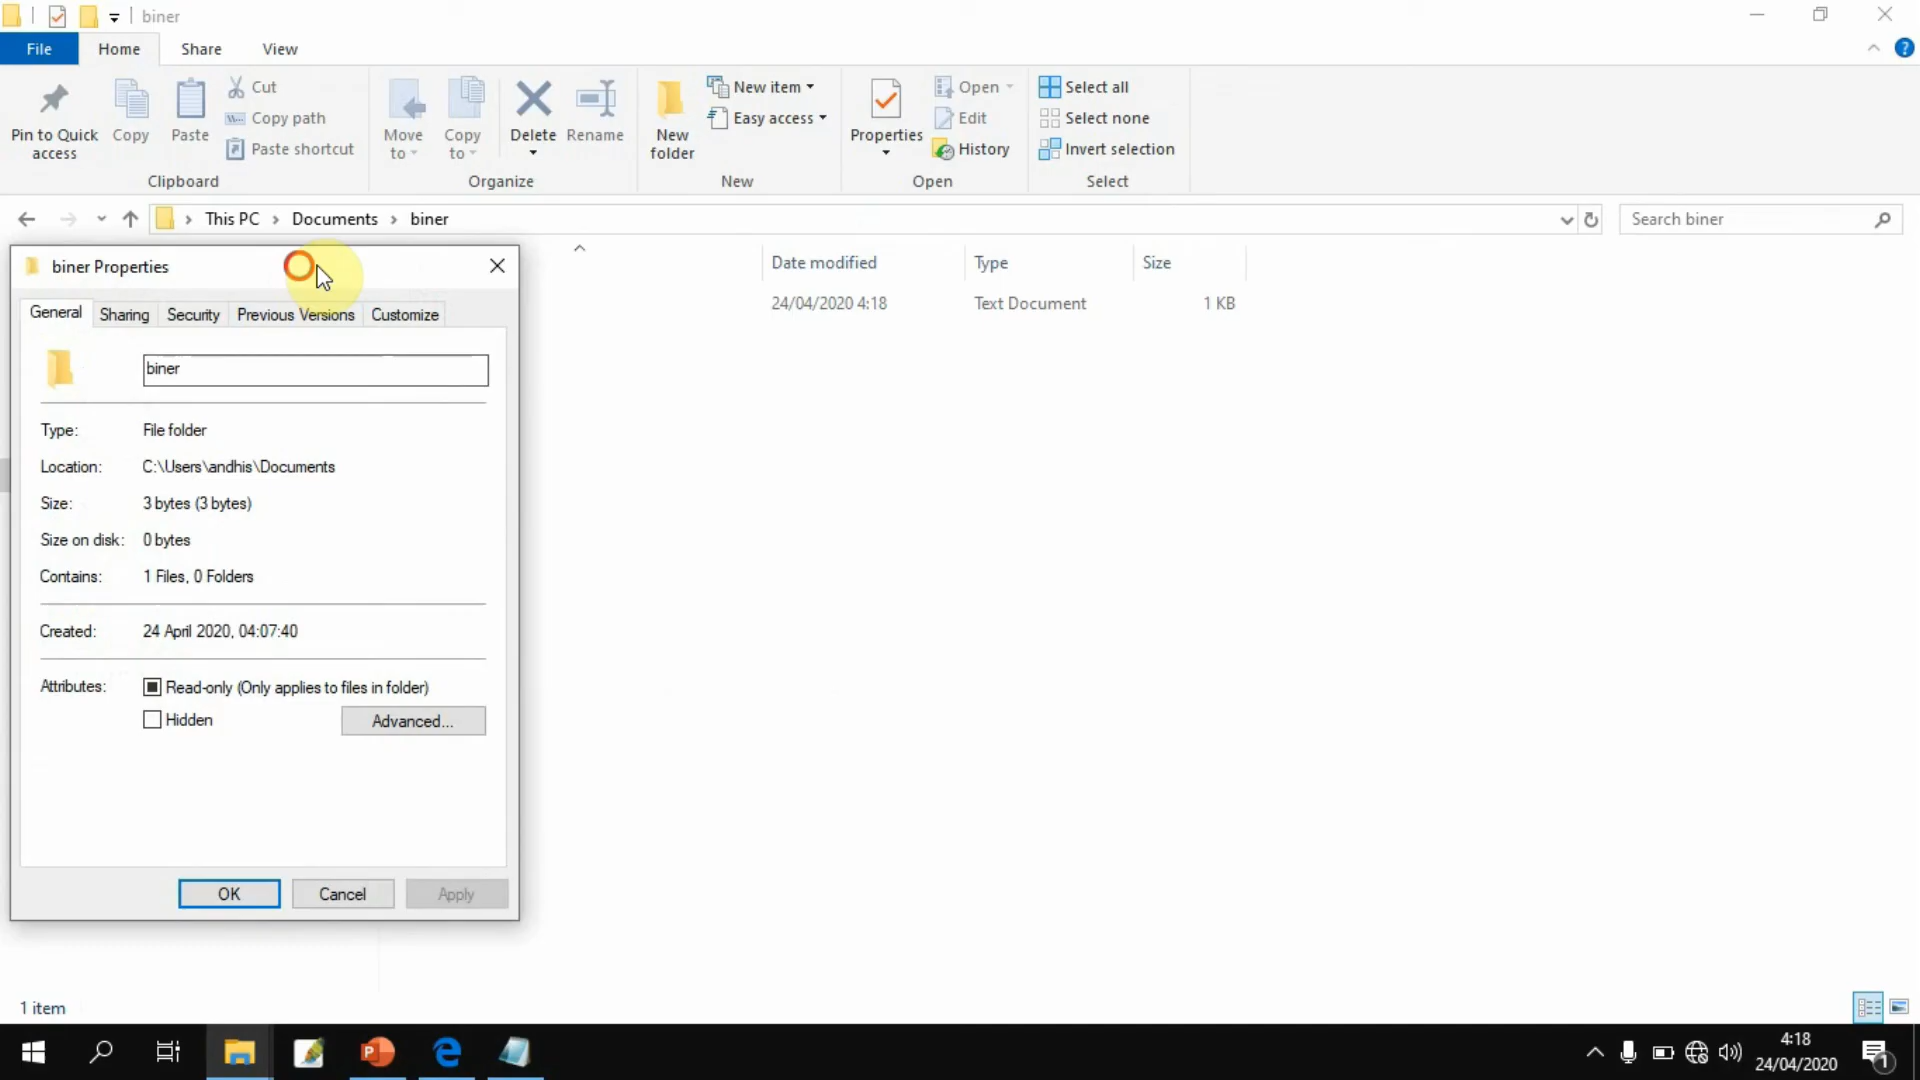 biner
File Home Share View
Pin to Quick access
Copy
Paste
Cut
Copy path
Paste shortcut
Clipboard
Move to
Copy to
Delete
Rename
Organize
New folder
New item
Easy access
New
Properties
Open
Edit
History
Open
Select all
Select none
Invert selection
Select
This PC > Documents > biner
Search biner
Date modified Type Size
24/04/2020 4:18 Text Document 1 KB
biner Properties
General Sharing Security Previous Versions Customize
biner
Type: File folder
Location: C:\Users\andhis\Documents
Size: 3 bytes (3 bytes)
Size on disk: 0 bytes
Contains: 1 Files, 0 Folders
Created: 24 April 2020, 04:07:40
Attributes: Read-only (Only applies to files in folder)
Hidden Advanced...
OK Cancel Apply
1 item
4:18
24/04/2020
1